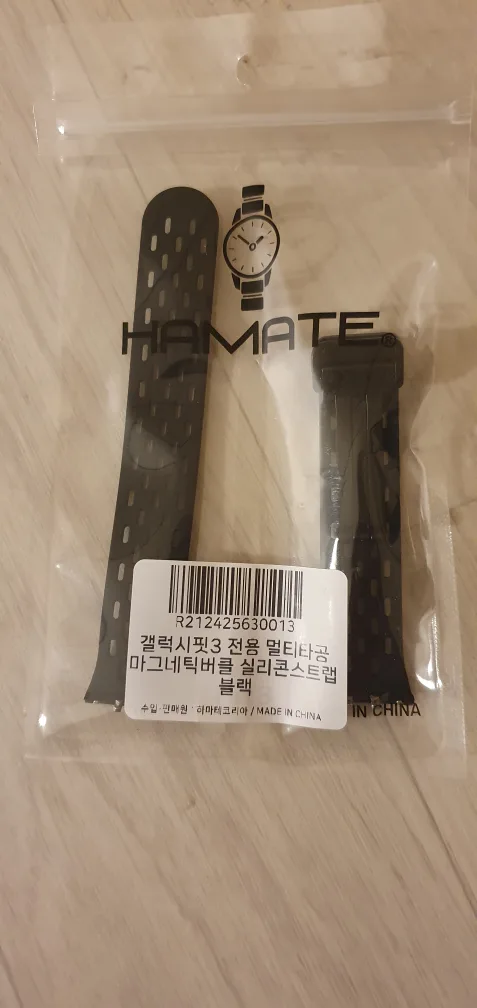 HAMATE®
R212425630013
갤럭시핏3 전용 멀티타공
마그네틱버클 실리콘스트랩
블랙
수입·판매원 : 하마테코리아 / MADE IN CHINA
IN CHINA